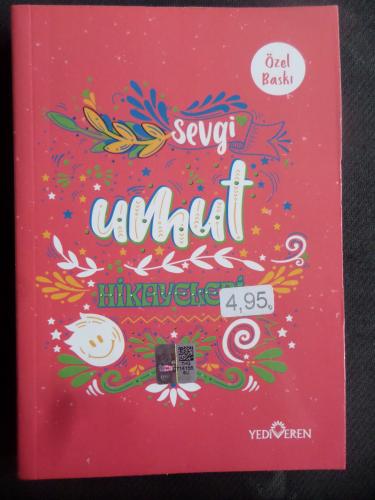 Özel
Baskı
Sevgi
umut
HİKAYELERİ
4,95₺
YEDİVEREN